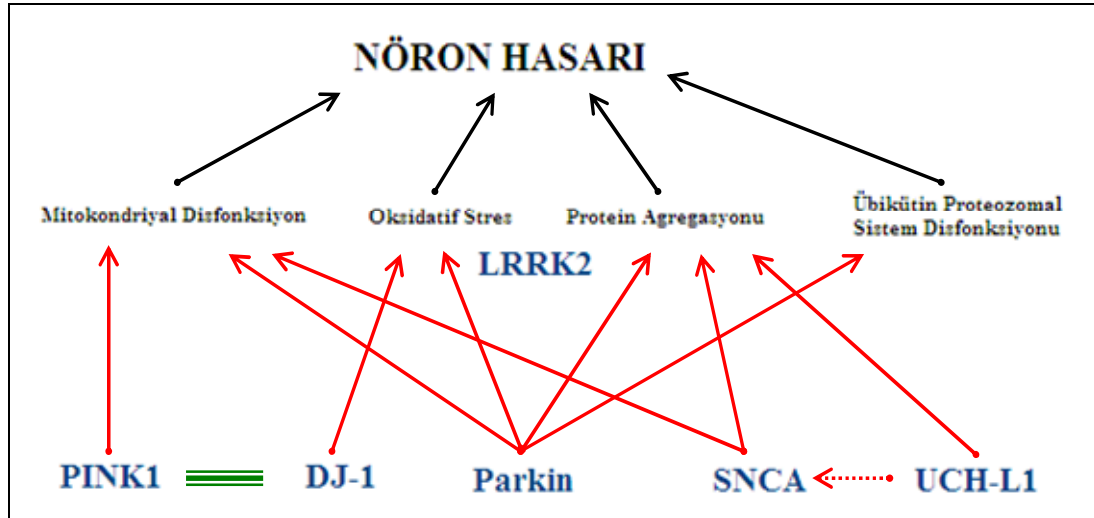 NÖRON HASARI
Mitokondriyal Disfonksiyon
Oksidatif Stres
Protein Agregasyonu
Übikütin Proteozomal
Sistem Disfonksiyonu
LRRK2
PINK1
DJ-1
Parkin
SNCA
UCH-L1